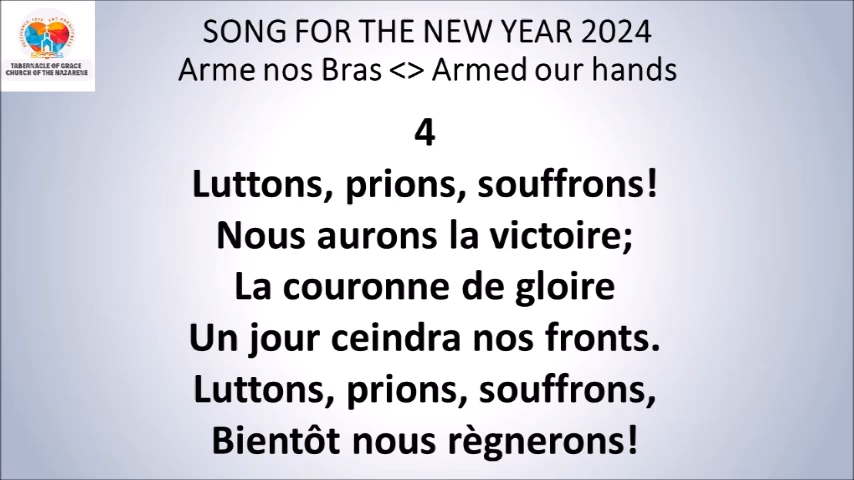 TABERNACLE OF GRACE
CHURCH OF THE NAZARENE
SONG FOR THE NEW YEAR 2024
Arme nos Bras <> Armed our hands
4
Luttons, prions, souffrons!
Nous aurons la victoire;
La couronne de gloire
Un jour ceindra nos fronts.
Luttons, prions, souffrons,
Bientôt nous règnerons!